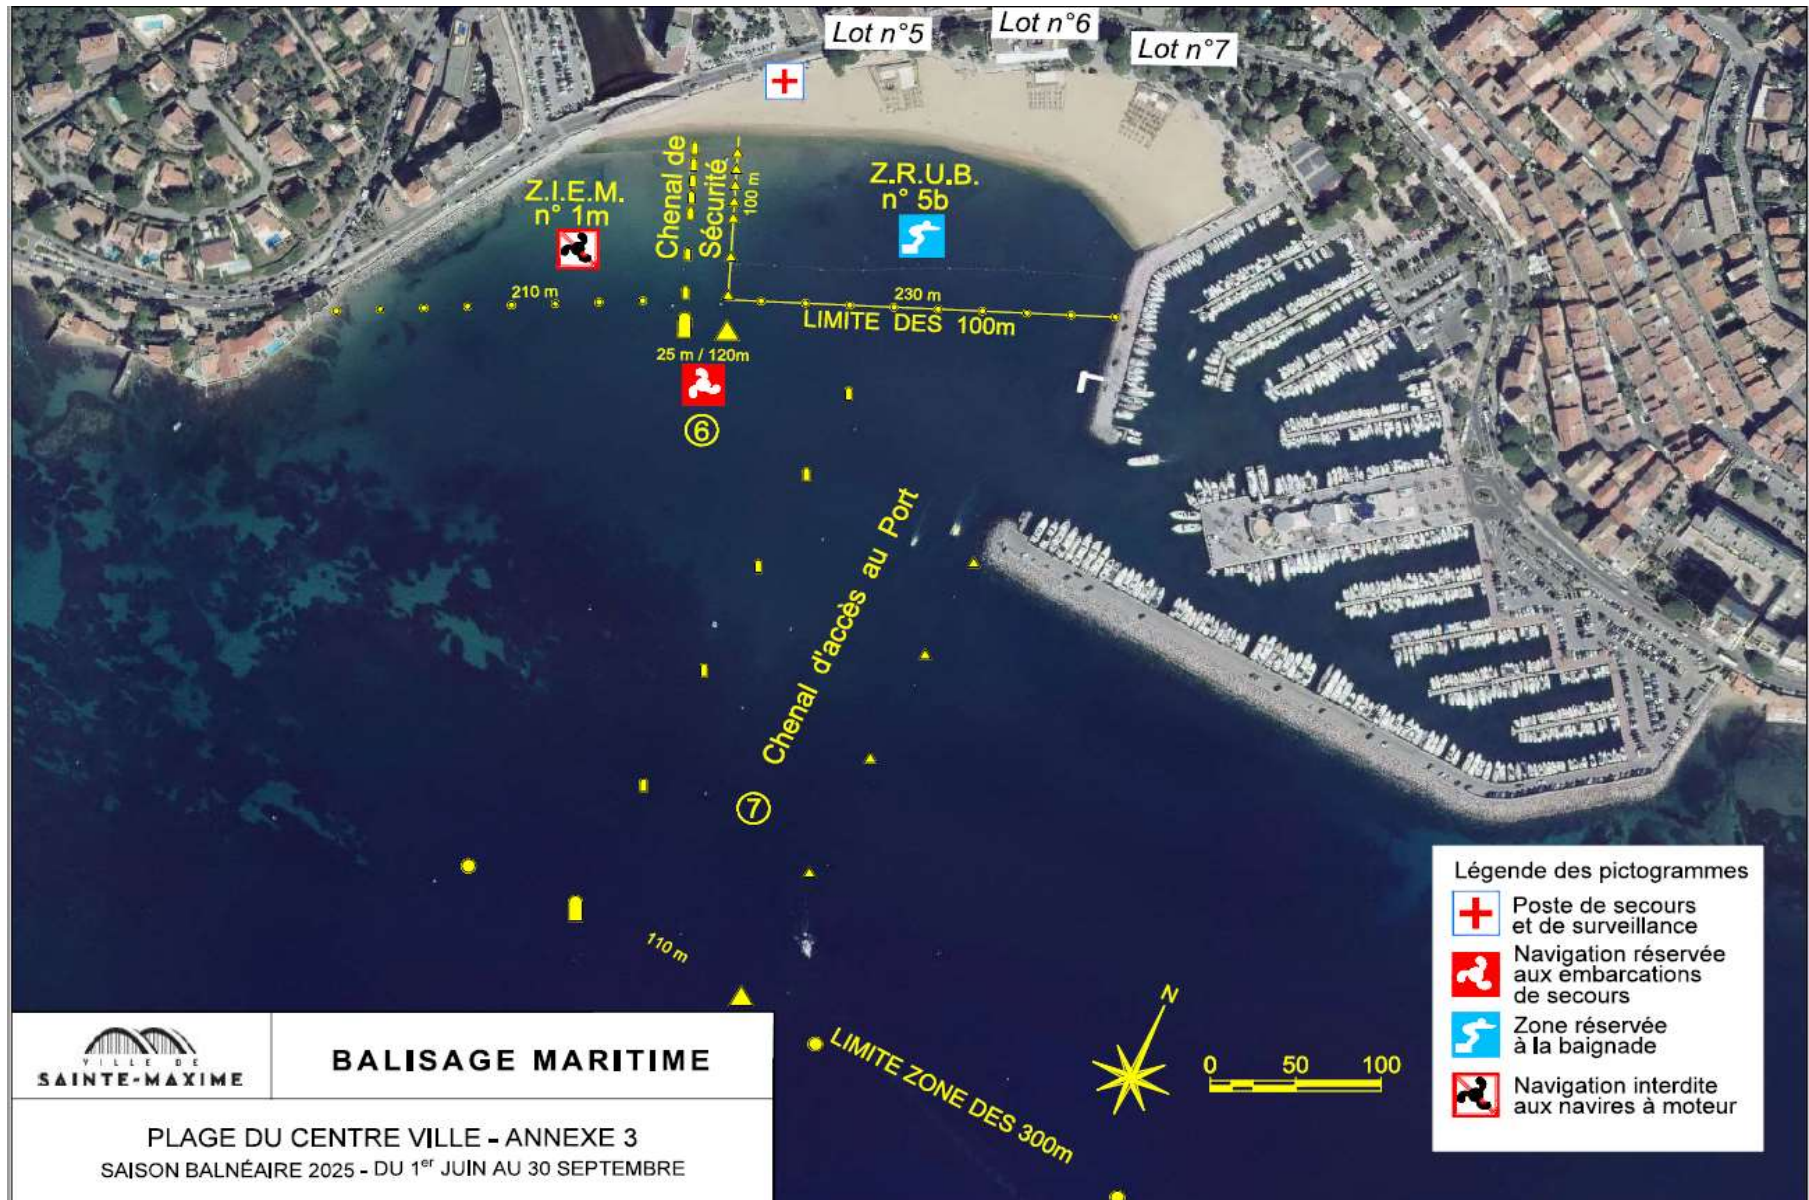 Lot n°5
Lot n°6
Lot n°7
Chenal de
Sécurité
100 m
Z.I.E.M.
n° 1m
Z.R.U.B.
n° 5b
210 m
230 m
LIMITE DES 100m
25 m / 120m
6
Chenal d'accès au Port
7
110 m
LIMITE ZONE DES 300m
N
0 50 100
Légende des pictogrammes
Poste de secours
et de surveillance
Navigation réservée
aux embarcations
de secours
Zone réservée
à la baignade
Navigation interdite
aux navires à moteur
VILLE DE
SAINTE-MAXIME
BALISAGE MARITIME
PLAGE DU CENTRE VILLE - ANNEXE 3
SAISON BALNÉAIRE 2025 - DU 1er JUIN AU 30 SEPTEMBRE